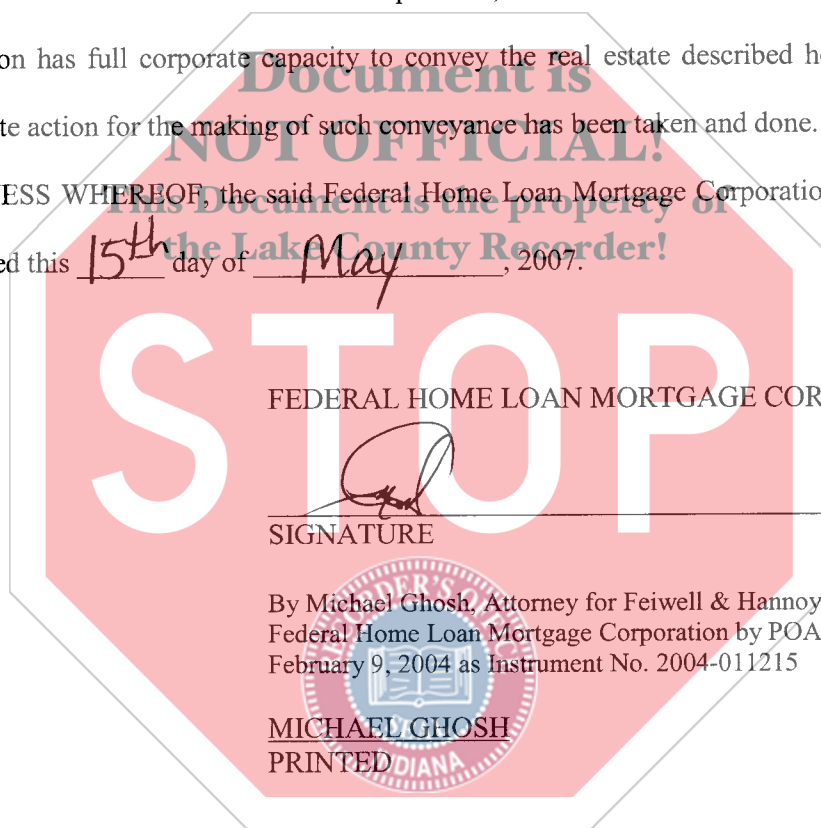 on has full corporate capacity to convey the real estate described h
Document is
te action for the making of such conveyance has been taken and done.
NOT OFFICIAL!
ESS WHEREOF, the said Federal Home Loan Mortgage Corporatio
This Document is the property of
the Lake County Recorder!
ed this 15th day of May, 2007.
STOP
FEDERAL HOME LOAN MORTGAGE COR
SIGNATURE
By Michael Ghosh, Attorney for Feiwell & Hannoy
Federal Home Loan Mortgage Corporation by POA
February 9, 2004 as Instrument No. 2004-011215
RECORDER'S OFFICE
MICHAEL GHOSH
PRINTED
INDIANA